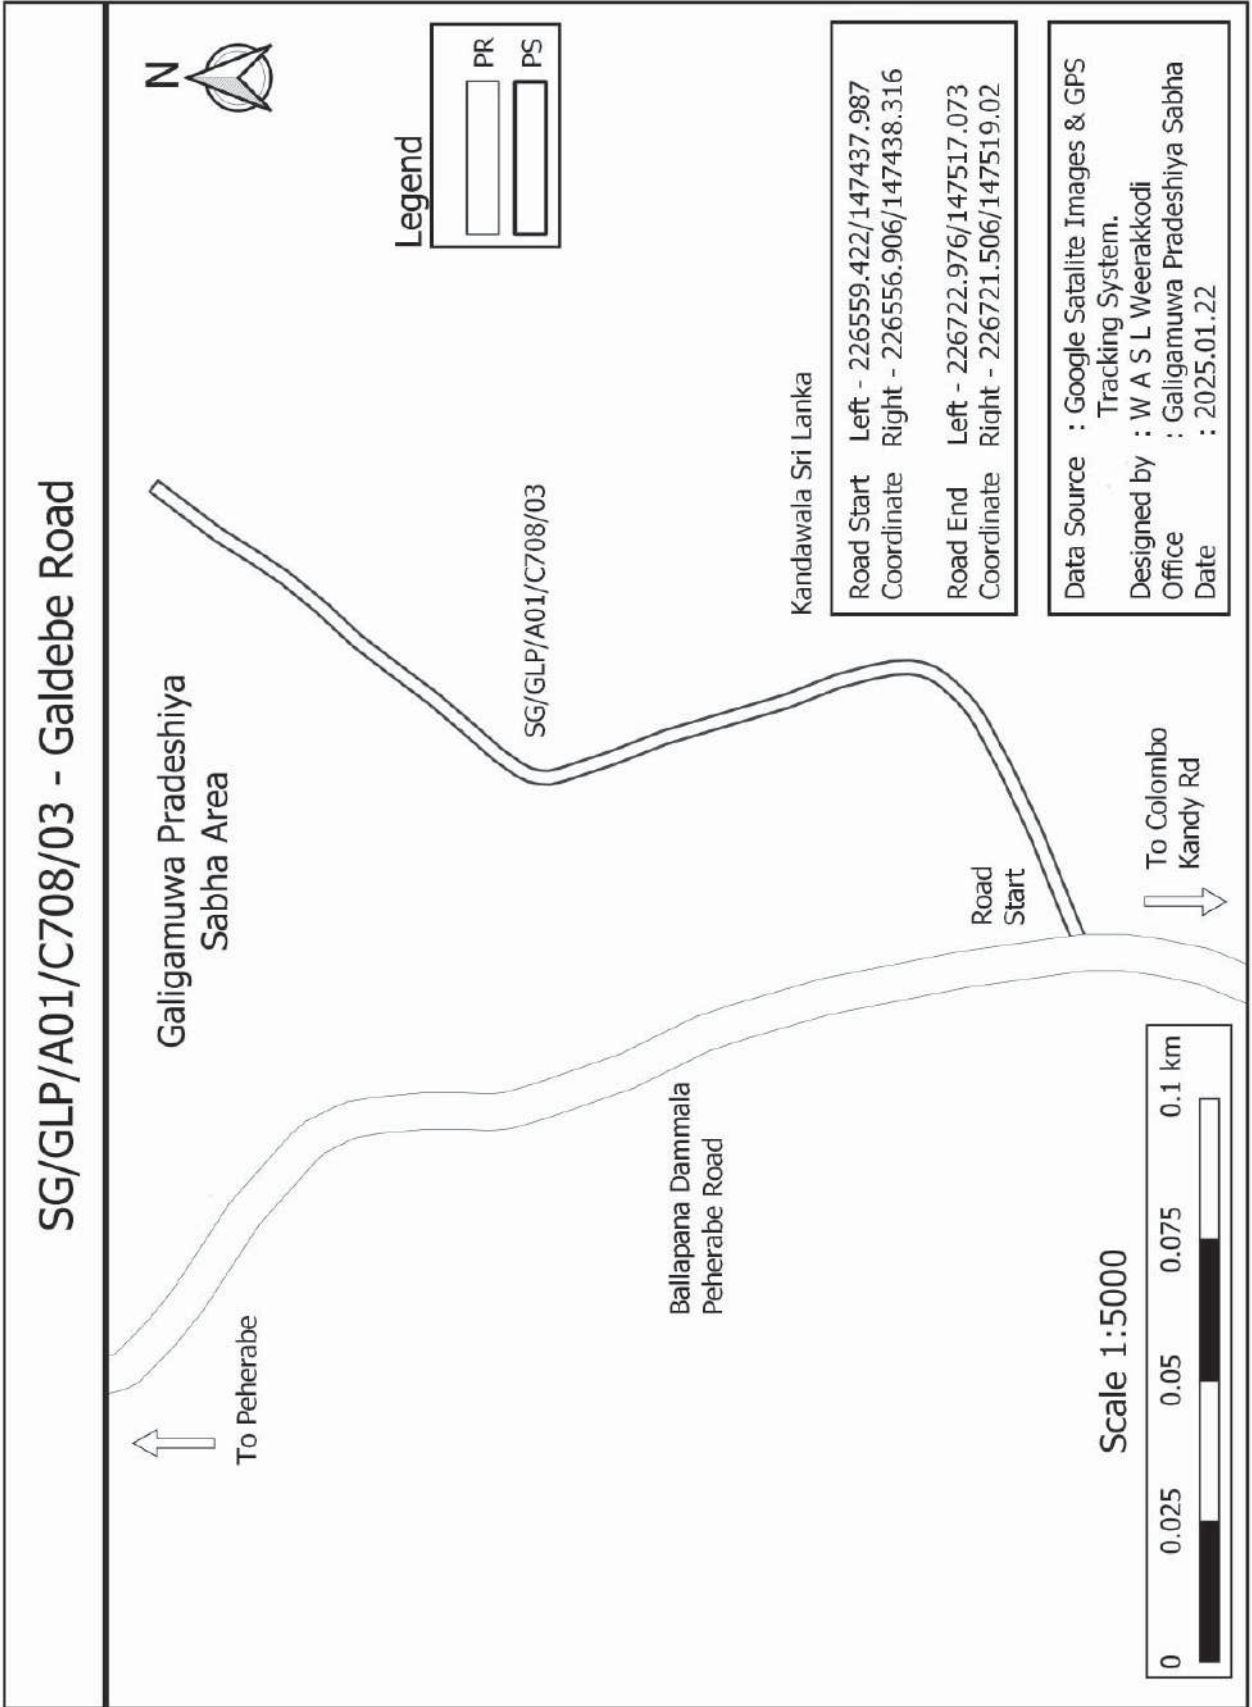 SG/GLP/A01/C708/03 - Galdebe Road
N
Galigamuwa Pradeshiya
Sabha Area
To Peherabe
Legend
PR
PS
SG/GLP/A01/C708/03
Ballapana Dammala
Peherabe Road
Road
Start
To Colombo
Kandy Rd
Kandawala Sri Lanka
Road Start Left - 226559.422/147437.987
Coordinate Right - 226556.906/147438.316
Road End Left - 226722.976/147517.073
Coordinate Right - 226721.506/147519.02
Data Source : Google Satalite Images & GPS
Tracking System.
Designed by : W A S L Weerakkodi
Office : Galigamuwa Pradeshiya Sabha
Date : 2025.01.22
Scale 1:5000
0 0.025 0.05 0.075 0.1 km